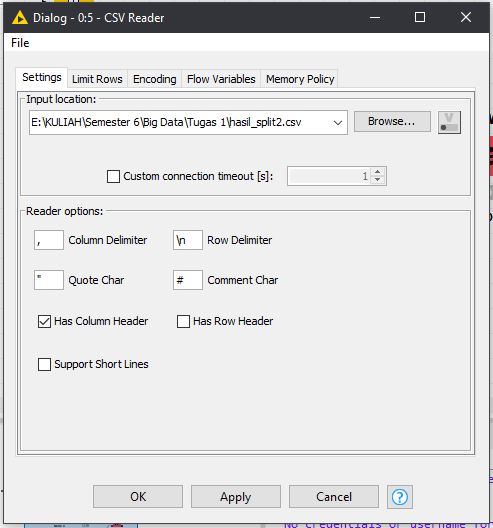 Dialog - 0:5 - CSV Reader
File
Settings Limit Rows Encoding Flow Variables Memory Policy
Input location:
E:\KULIAH\Semester 6\Big Data\Tugas 1\hasil_split2.csv Browse... V
Custom connection timeout [s]: 1
Reader options:
, Column Delimiter \n Row Delimiter
" Quote Char # Comment Char
Has Column Header Has Row Header
Support Short Lines
OK Apply Cancel ?
No credentials or username for